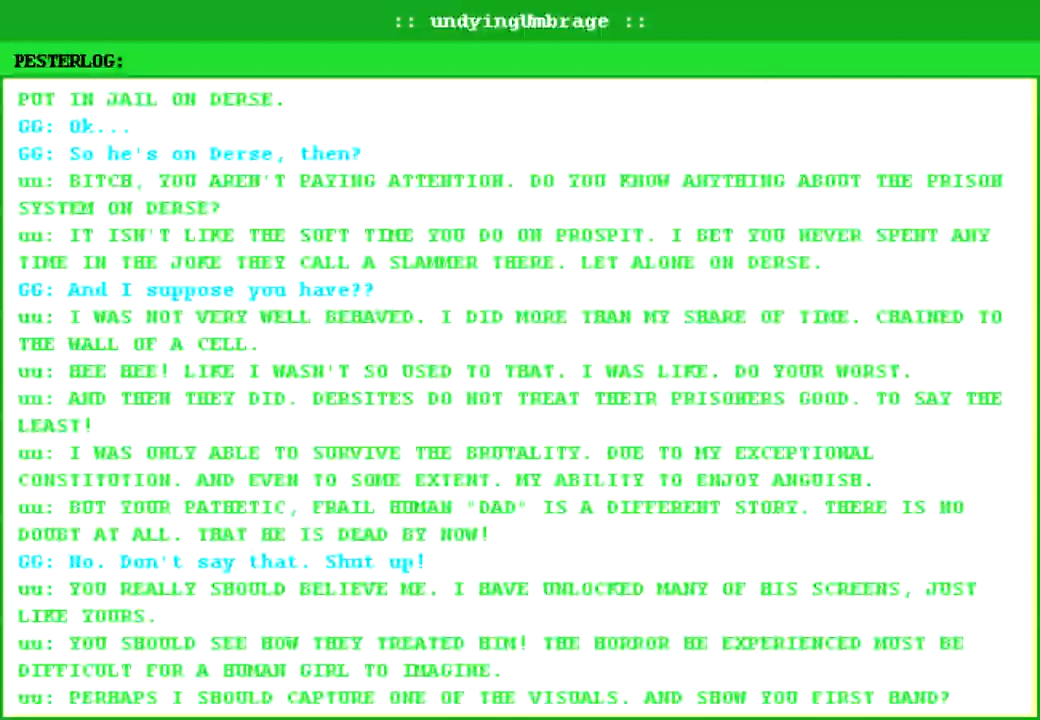 :: undyingUmbrage ::
PESTERLOG:
PUT IN JAIL ON DERSE.
GG: Ok...
GG: So he's on Derse, then?
uu: BITCH, YOU AREN'T PAYING ATTENTION. DO YOU KNOW ANYTHING ABOUT THE PRISON
SYSTEM ON DERSE?
uu: IT ISN'T LIKE THE SOFT TIME YOU DO ON PROSPIT. I BET YOU NEVER SPENT ANY
TIME IN THE JOKE THEY CALL A SLAMMER THERE. LET ALONE ON DERSE.
GG: And I suppose you have??
uu: I WAS NOT VERY WELL BEHAVED. I DID MORE THAN MY SHARE OF TIME. CHAINED TO
THE WALL OF A CELL.
uu: HEE HEE! LIKE I WASN'T SO USED TO THAT. I WAS LIKE. DO YOUR WORST.
uu: AND THEN THEY DID. DERSITES DO NOT TREAT THEIR PRISONERS GOOD. TO SAY THE
LEAST!
uu: I WAS ONLY ABLE TO SURVIVE THE BRUTALITY. DUE TO MY EXCEPTIONAL
CONSTITUTION. AND EVEN TO SOME EXTENT. MY ABILITY TO ENJOY ANGUISH.
uu: BUT YOUR PATHETIC, FRAIL HUMAN "DAD" IS A DIFFERENT STORY. THERE IS NO
DOUBT AT ALL. THAT HE IS DEAD BY NOW!
GG: No. Don't say that. Shut up!
uu: YOU REALLY SHOULD BELIEVE ME. I HAVE UNLOCKED MANY OF HIS SCREENS, JUST
LIKE YOURS.
uu: YOU SHOULD SEE HOW THEY TREATED HIM! THE HORROR HE EXPERIENCED MUST BE
DIFFICULT FOR A HUMAN GIRL TO IMAGINE.
uu: PERHAPS I SHOULD CAPTURE ONE OF THE VISUALS. AND SHOW YOU FIRST HAND?